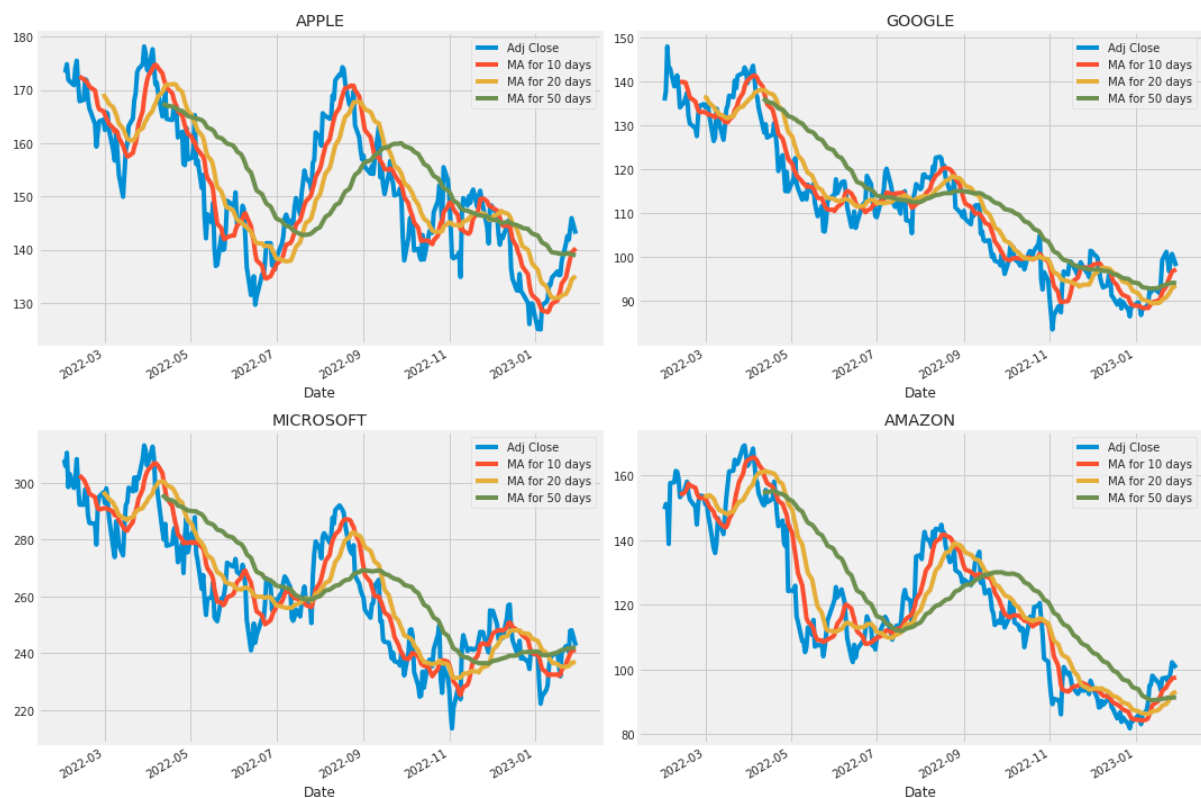 APPLE
180
170
160
150
140
130
Adj Close
MA for 10 days
MA for 20 days
MA for 50 days
2022-03
2022-05
2022-07
2022-09
2022-11
2023-01
Date
GOOGLE
150
140
130
120
110
100
90
Adj Close
MA for 10 days
MA for 20 days
MA for 50 days
2022-03
2022-05
2022-07
2022-09
2022-11
2023-01
Date
MICROSOFT
300
280
260
240
220
Adj Close
MA for 10 days
MA for 20 days
MA for 50 days
2022-03
2022-05
2022-07
2022-09
2022-11
2023-01
Date
AMAZON
160
140
120
100
80
Adj Close
MA for 10 days
MA for 20 days
MA for 50 days
2022-03
2022-05
2022-07
2022-09
2022-11
2023-01
Date